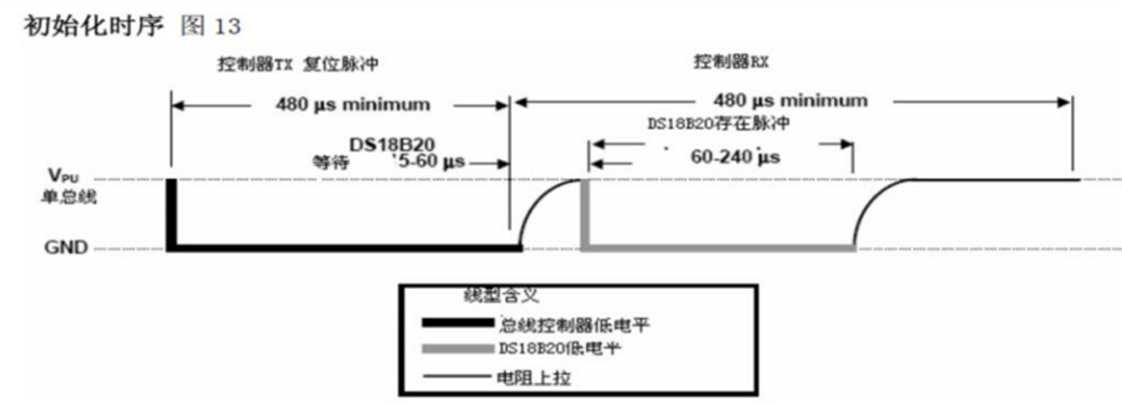 初始化时序 图 13
控制器TX 复位脉冲
控制器RX
480 μs minimum
480 μs minimum
DS18B20存在脉冲
DS18B20
等待 5-60 μs
60-240 μs
VPU
单总线
GND
线型含义
总线控制器低电平
DS18B20低电平
电阻上拉